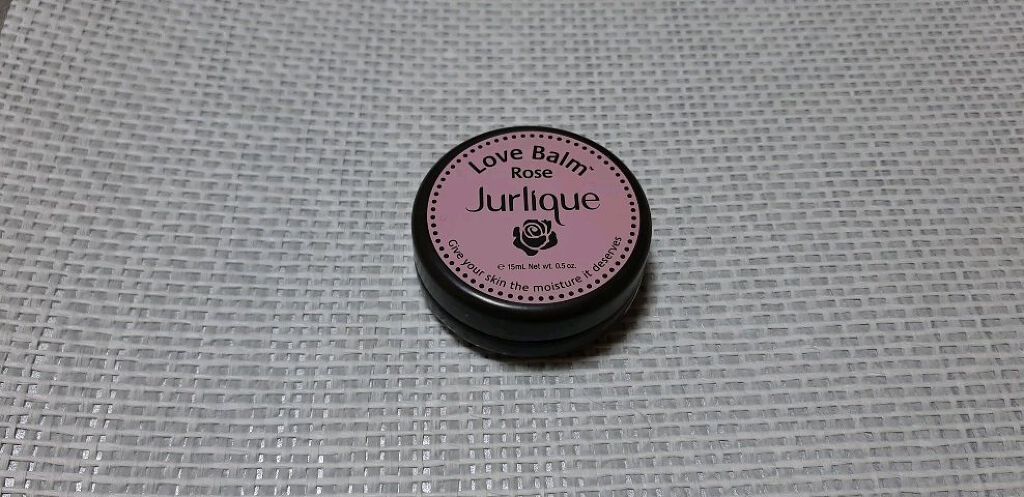 Love Balm™
Rose
Jurlique
℮ 15mL Net wt. 0.5 oz.
Give your skin the moisture it deserves